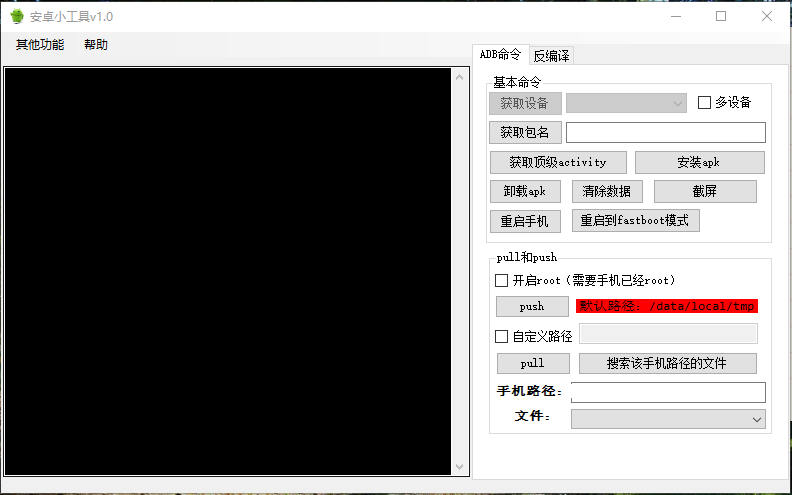 安卓小工具v1.0
其他功能 帮助
ADB命令 反编译
基本命令
获取设备 多设备
获取包名
获取顶级activity 安装apk
卸载apk 清除数据 截屏
重启手机 重启到fastboot模式
pull和push
开启root（需要手机已经root）
push 默认路径：/data/local/tmp
自定义路径
pull 搜索该手机路径的文件
手机路径：
文件：